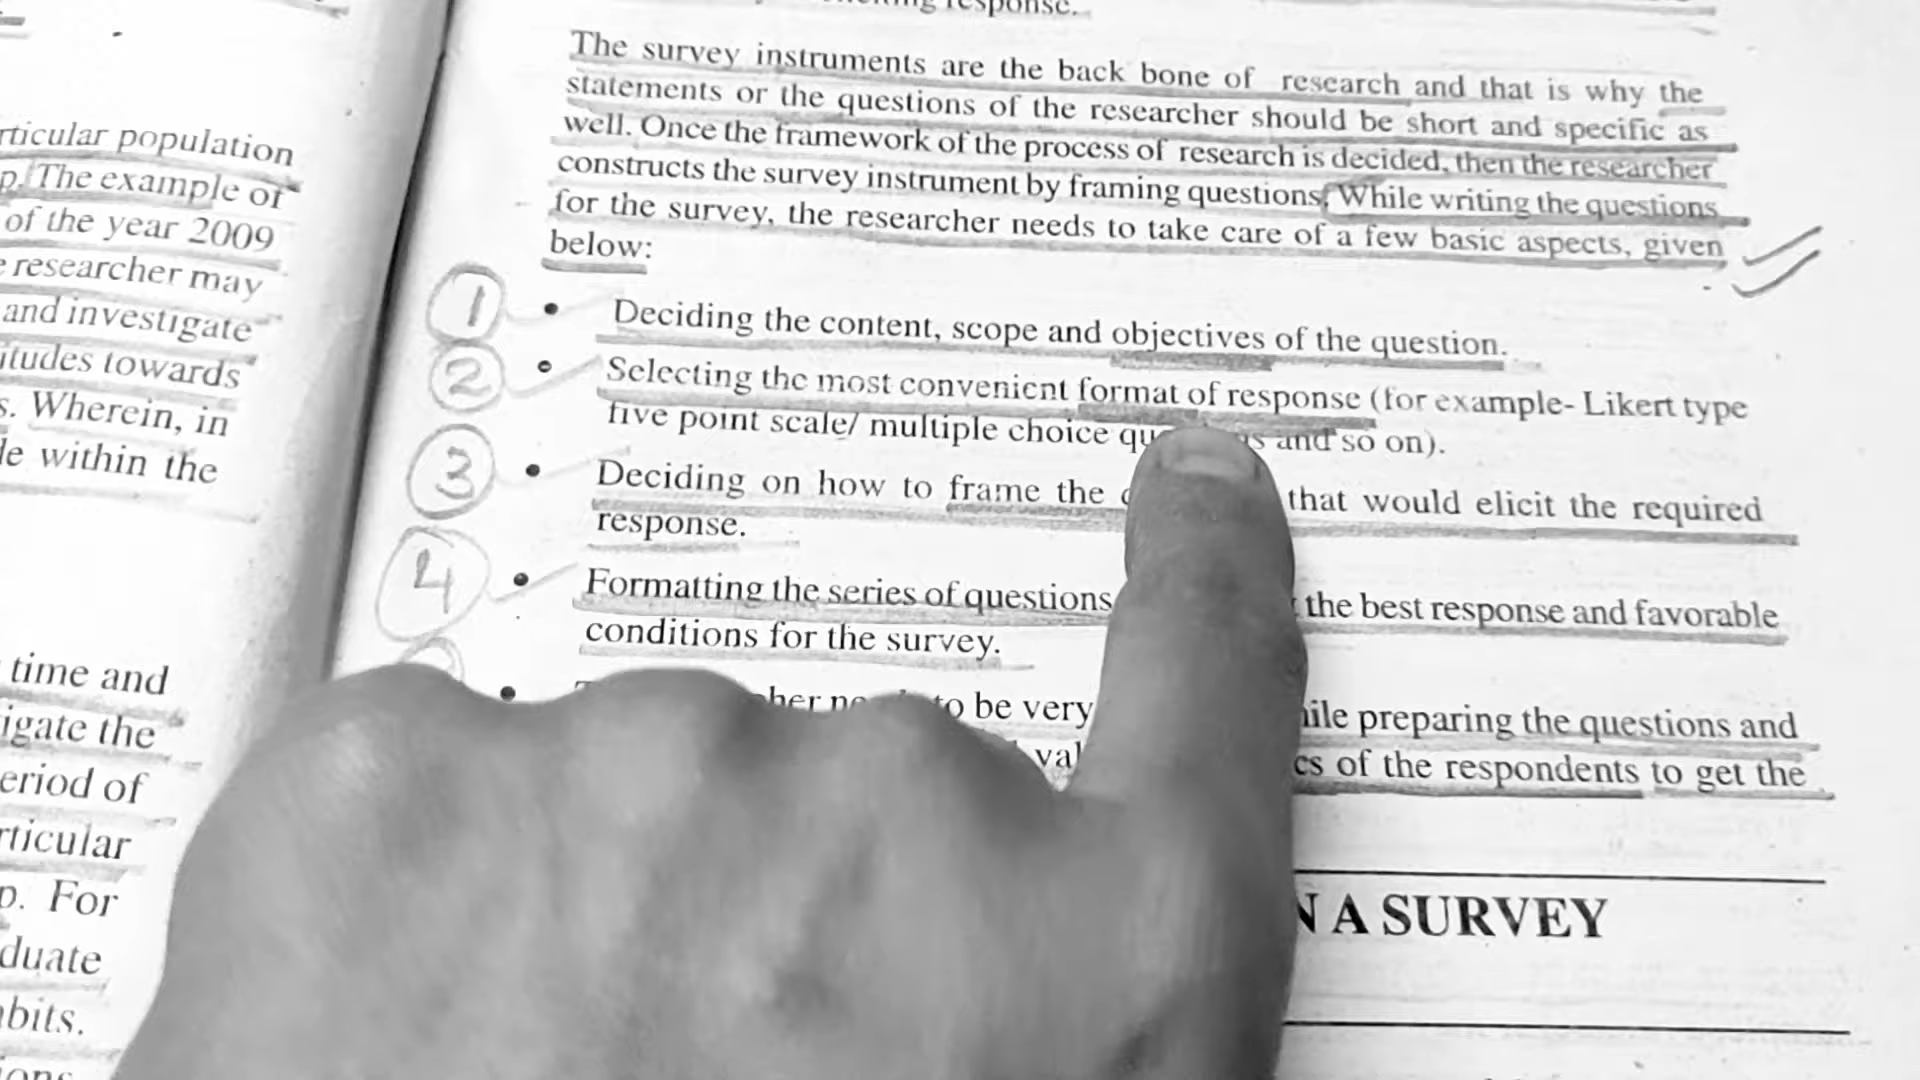 rticular population
p. The example of
of the year 2009
researcher may
and investigate
itudes towards
s. Wherein, in
le within the
time and
igate the
eriod of
rticular
p. For
duate
abits.
response.
The survey instruments are the back bone of research and that is why the
statements or the questions of the researcher should be short and specific as
well. Once the framework of the process of research is decided, then the researcher
constructs the survey instrument by framing questions. While writing the questions
for the survey, the researcher needs to take care of a few basic aspects, given
below:
1 • Deciding the content, scope and objectives of the question.
2 • Selecting the most convenient format of response (for example- Likert type
five point scale/ multiple choice and so on).
3 • Deciding on how to frame the that would elicit the required
response.
4 • Formatting the series of questions the best response and favorable
conditions for the survey.
• to be very preparing the questions and
of the respondents to get the
A SURVEY